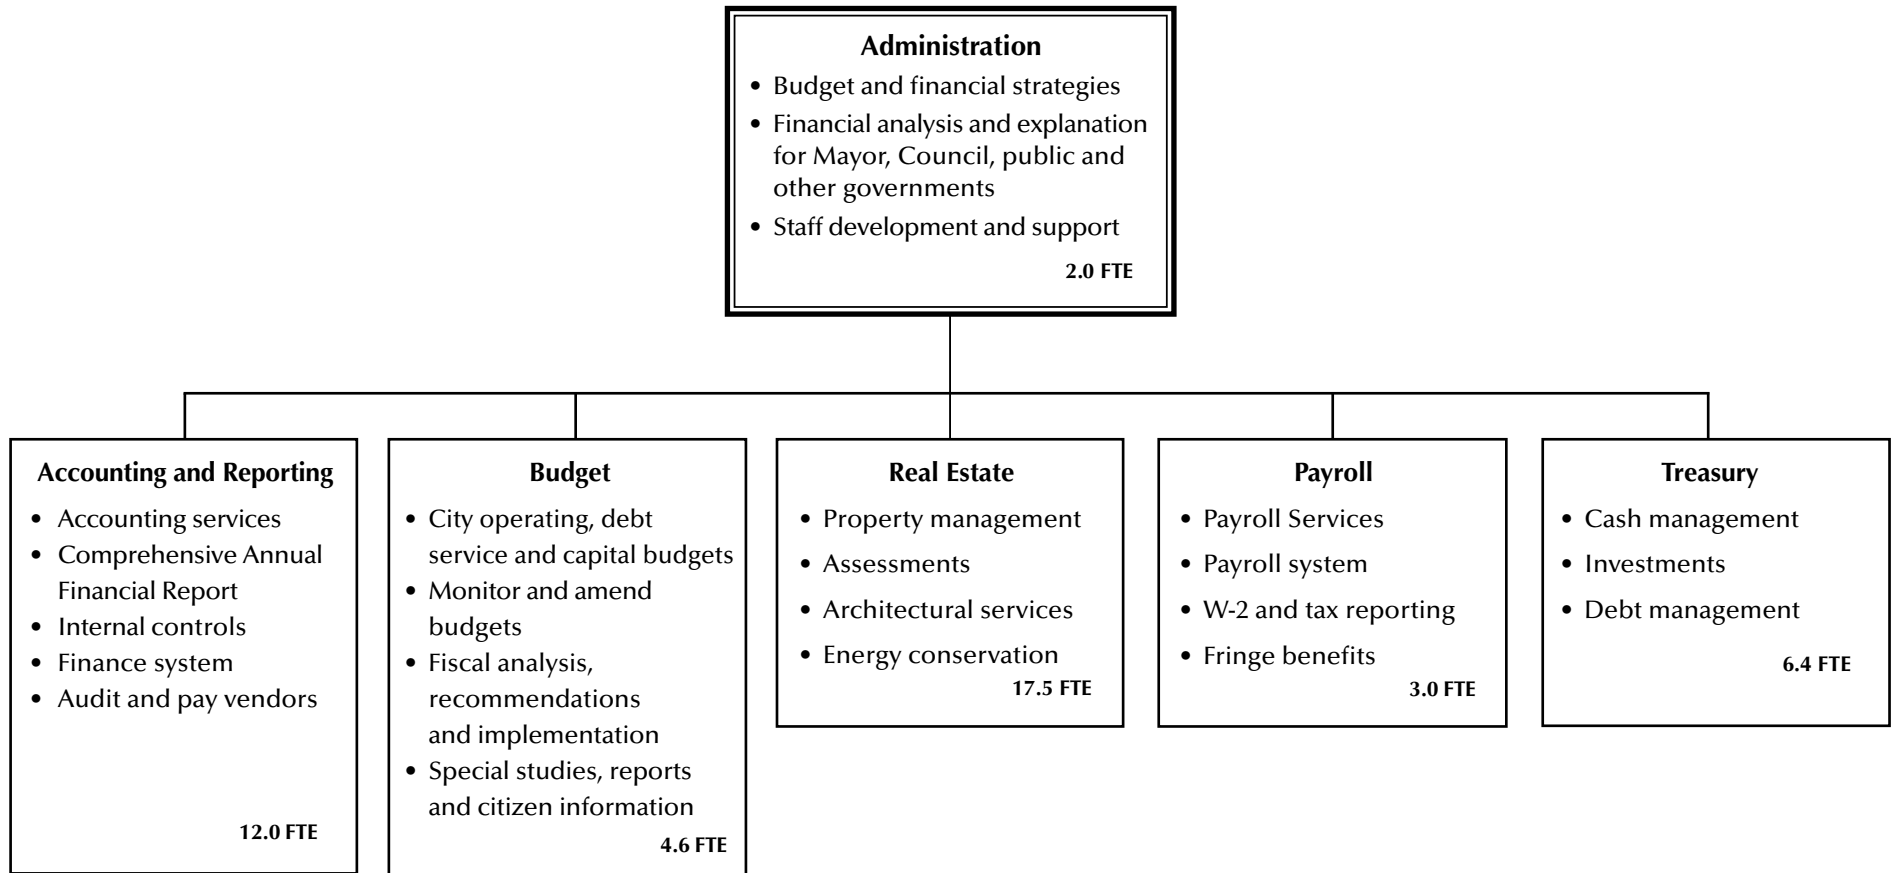 Administration
• Budget and financial strategies
• Financial analysis and explanation
for Mayor, Council, public and
other governments
• Staff development and support
2.0 FTE
Accounting and Reporting
• Accounting services
• Comprehensive Annual
Financial Report
• Internal controls
• Finance system
• Audit and pay vendors
12.0 FTE
Budget
• City operating, debt
service and capital budgets
• Monitor and amend
budgets
• Fiscal analysis,
recommendations
and implementation
• Special studies, reports
and citizen information
4.6 FTE
Real Estate
• Property management
• Assessments
• Architectural services
• Energy conservation
17.5 FTE
Payroll
• Payroll Services
• Payroll system
• W-2 and tax reporting
• Fringe benefits
3.0 FTE
Treasury
• Cash management
• Investments
• Debt management
6.4 FTE